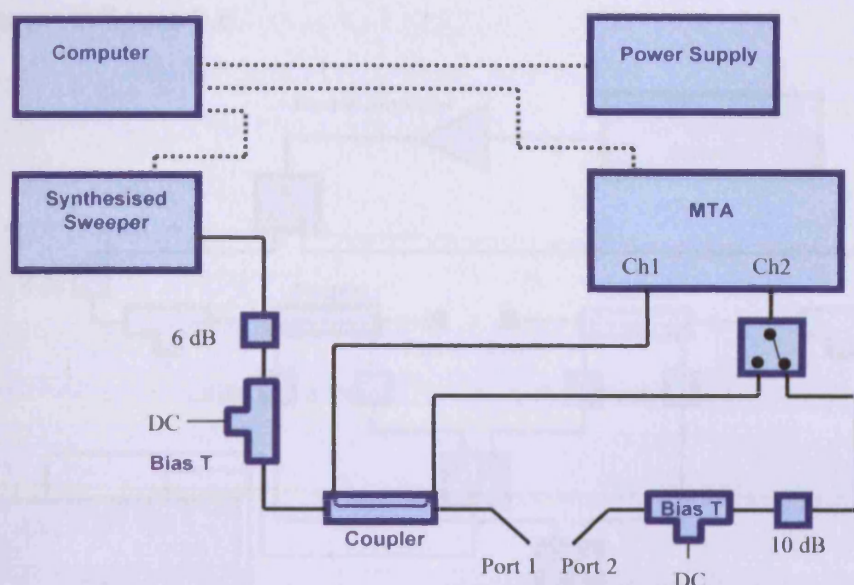 Computer
Power Supply
Synthesised
Sweeper
MTA
Ch1
Ch2
6 dB
DC
Bias T
Coupler
Port 1
Port 2
Bias T
10 dB
DC